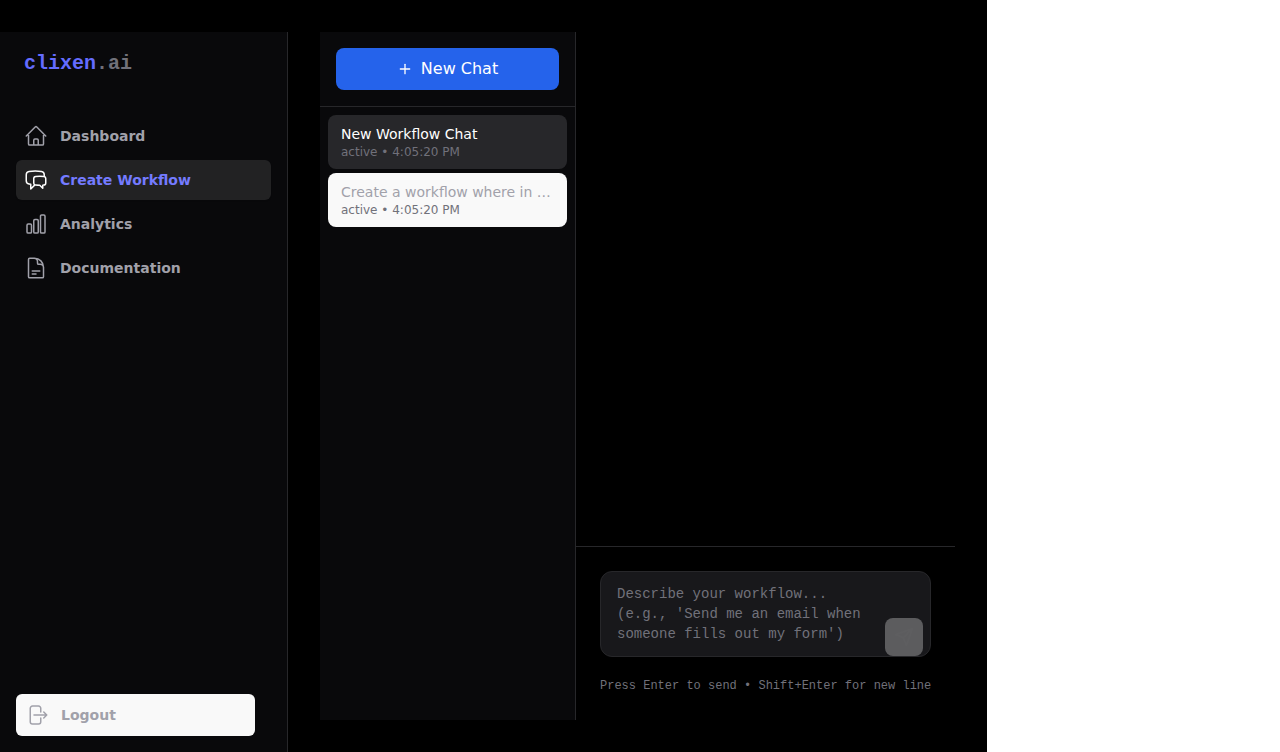 clixen.ai
Dashboard
Create Workflow
Analytics
Documentation
Logout
New Chat
New Workflow Chat
active • 4:05:20 PM
Create a workflow where in ...
active • 4:05:20 PM
Describe your workflow...
(e.g., 'Send me an email when
someone fills out my form')
Press Enter to send • Shift+Enter for new line